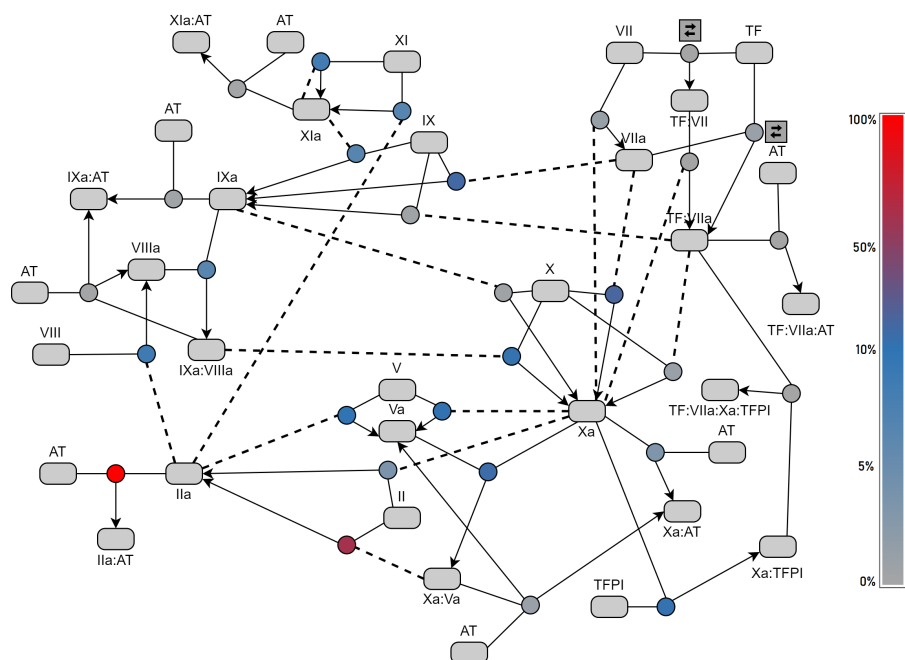 XIa:AT
AT
XI
VII
TF
100%
TF:VII
AT
XIa
IX
VIIa
AT
IXa:AT
IXa
TF:VIIa
VIIIa
50%
AT
X
TF:VIIa:AT
VIII
IXa:VIIIa
10%
V
Va
TF:VIIa:Xa:TFPI
Xa
AT
AT
5%
IIa
II
Xa:AT
IIa:AT
Xa:TFPI
Xa:Va
TFPI
0%
AT